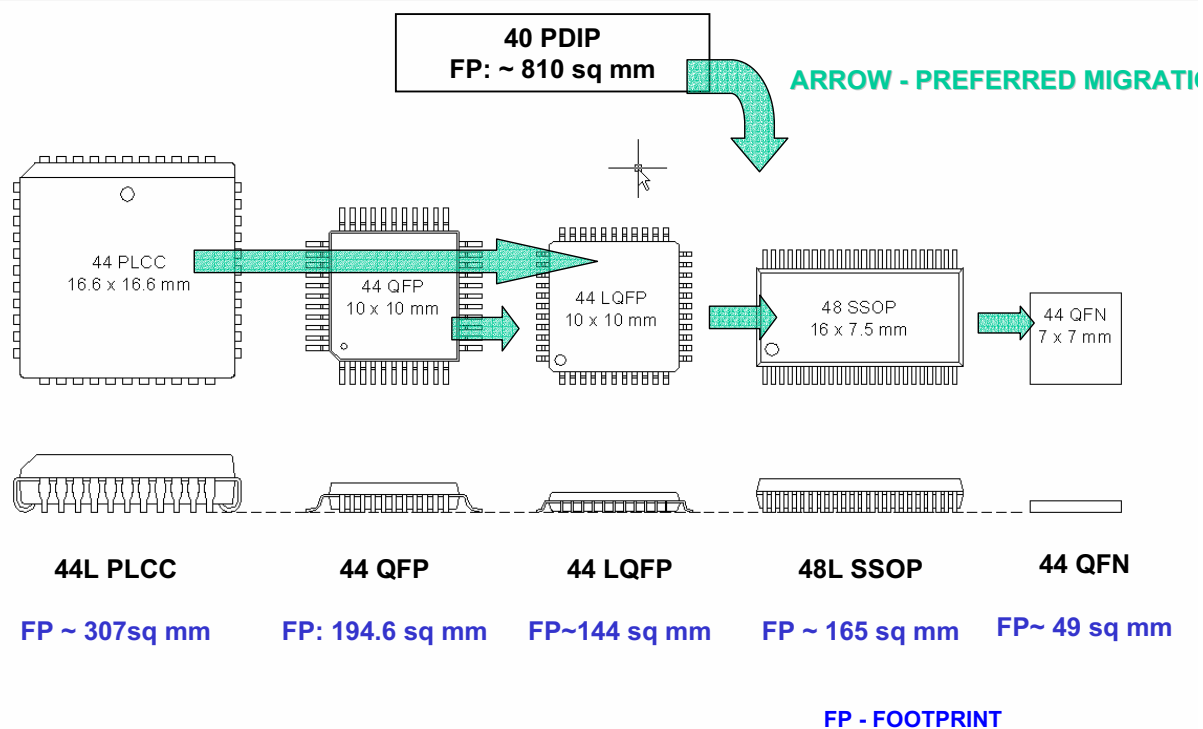 40 PDIP
FP: ~ 810 sq mm
ARROW - PREFERRED
44 PLCC
16.6 x 16.6 mm
44 QFP
10 x 10 mm
44 LQFP
10 x 10 mm
48 SSOP
16 x 7.5 mm
44 QFN
7 x 7 mm
44L PLCC
44 QFP
44 LQFP
48L SSOP
44 QFN
FP ~ 307sq mm
FP: 194.6 sq mm
FP~144 sq mm
FP ~ 165 sq mm
FP~ 49 sq mm
FP - FOOTPRINT